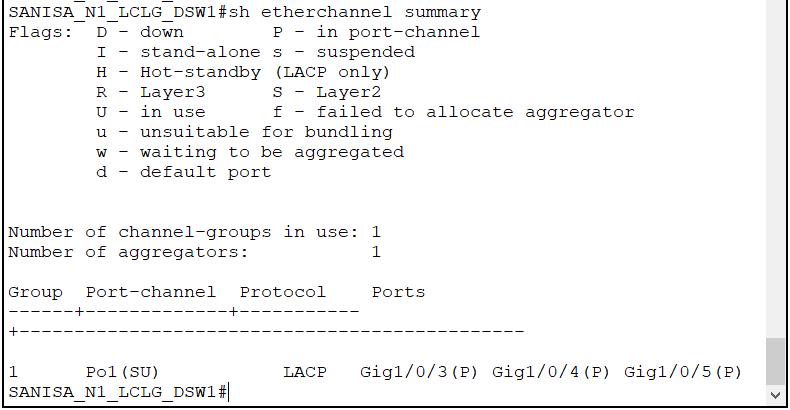 SANISA_N1_LCLG_DSW1#sh etherchannel summary
Flags:  D - down        P - in port-channel
        I - stand-alone s - suspended
        H - Hot-standby (LACP only)
        R - Layer3      S - Layer2
        U - in use      f - failed to allocate aggregator
        u - unsuitable for bundling
        w - waiting to be aggregated
        d - default port
Number of channel-groups in use: 1
Number of aggregators:           1
Group  Port-channel  Protocol    Ports
------+-------------+-----------
+----------------------------------------------
1      Po1(SU)           LACP   Gig1/0/3(P) Gig1/0/4(P) Gig1/0/5(P)
SANISA_N1_LCLG_DSW1#